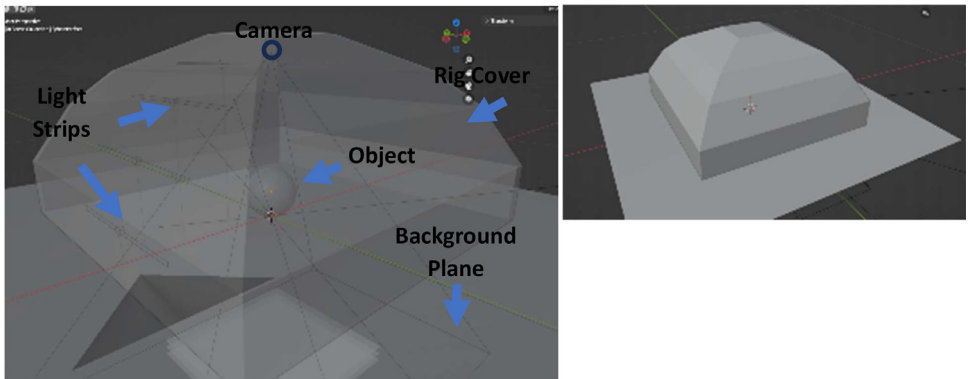 Camera
Rig Cover
Light
Strips
Object
Background
Plane